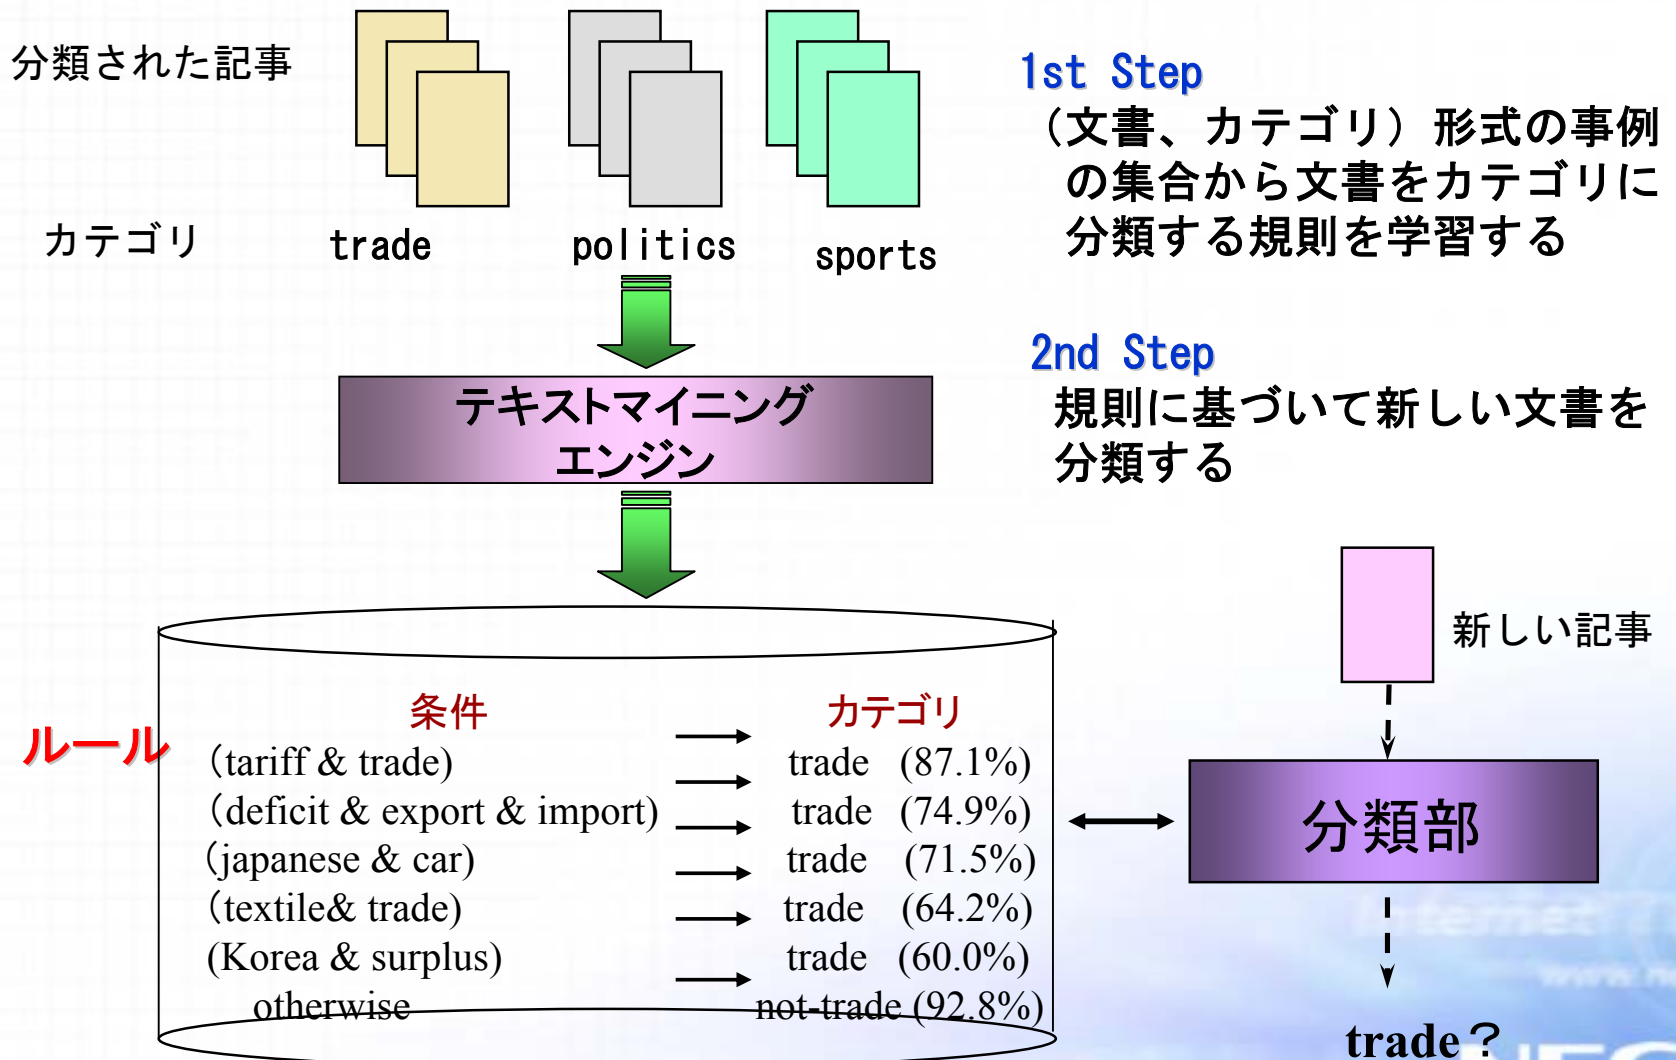 分類された記事
カテゴリ
trade
politics
sports
1st Step
（文書、カテゴリ）形式の事例
の集合から文書をカテゴリに
分類する規則を学習する
2nd Step
規則に基づいて新しい文書を
分類する
テキストマイニング
エンジン
ルール
条件 カテゴリ
（tariff & trade) trade (87.1%)
（deficit & export & import) trade (74.9%)
（japanese & car) trade (71.5%)
（textile& trade) trade (64.2%)
(Korea & surplus) trade (60.0%)
otherwise not-trade (92.8%)
新しい記事
分類部
Internet
trade？